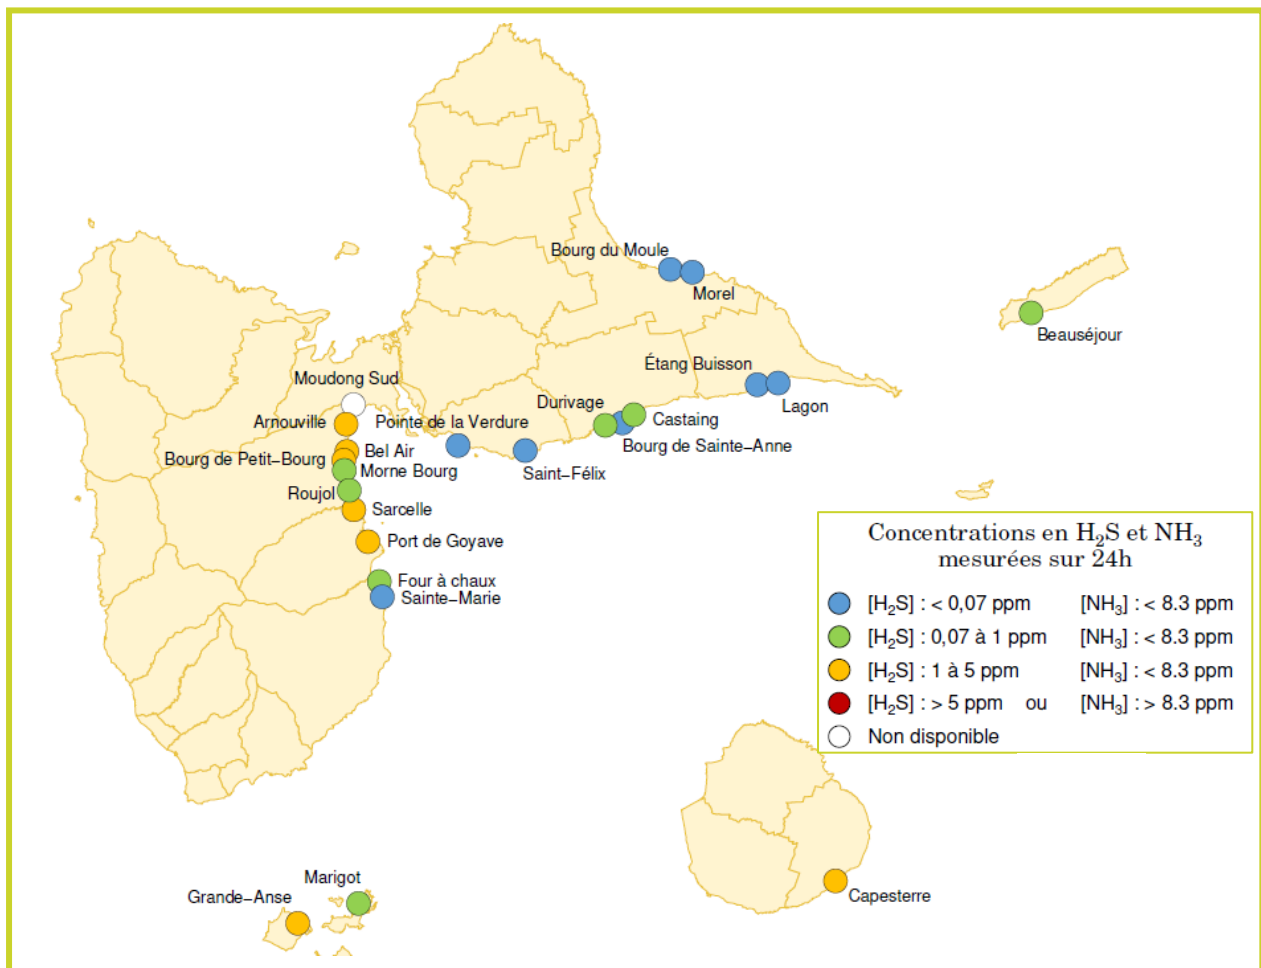 Bourg du Moule
Morel
Beauséjour
Étang Buisson
Lagon
Moudong Sud
Durivage
Castaing
Arnouville
Pointe de la Verdure
Bourg de Sainte−Anne
Bel Air
Bourg de Petit−Bourg
Saint−Félix
Morne Bourg
Roujol
Sarcelle
Port de Goyave
Four à chaux
Sainte−Marie
Concentrations en H₂S et NH₃
mesurées sur 24h
[H₂S] : < 0,07 ppm [NH₃] : < 8.3 ppm
[H₂S] : 0,07 à 1 ppm [NH₃] : < 8.3 ppm
[H₂S] : 1 à 5 ppm [NH₃] : < 8.3 ppm
[H₂S] : > 5 ppm ou [NH₃] : > 8.3 ppm
Non disponible
Marigot
Grande−Anse
Capesterre